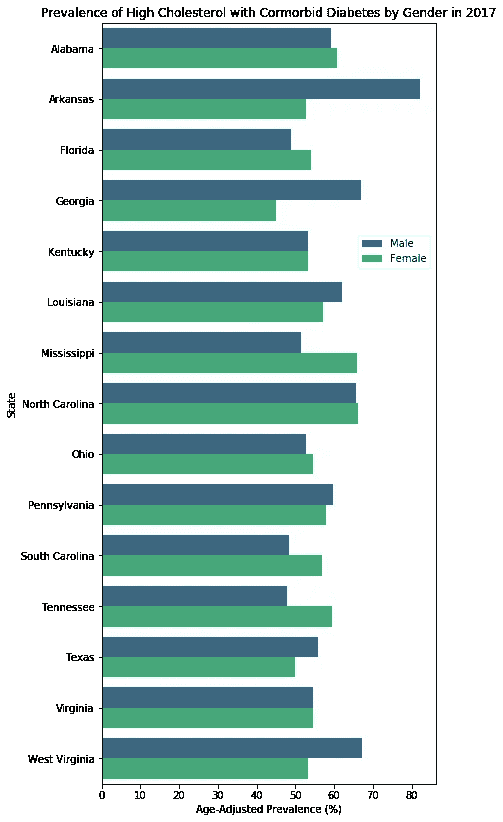 Prevalence of High Cholesterol with Cormorbid Diabetes by Gender in 2017
Alabama
Arkansas
Florida
Georgia
Kentucky
Louisiana
Mississippi
North Carolina
Ohio
Pennsylvania
South Carolina
Tennessee
Texas
Virginia
West Virginia
State
Male
Female
0 10 20 30 40 50 60 70 80
Age-Adjusted Prevalence (%)